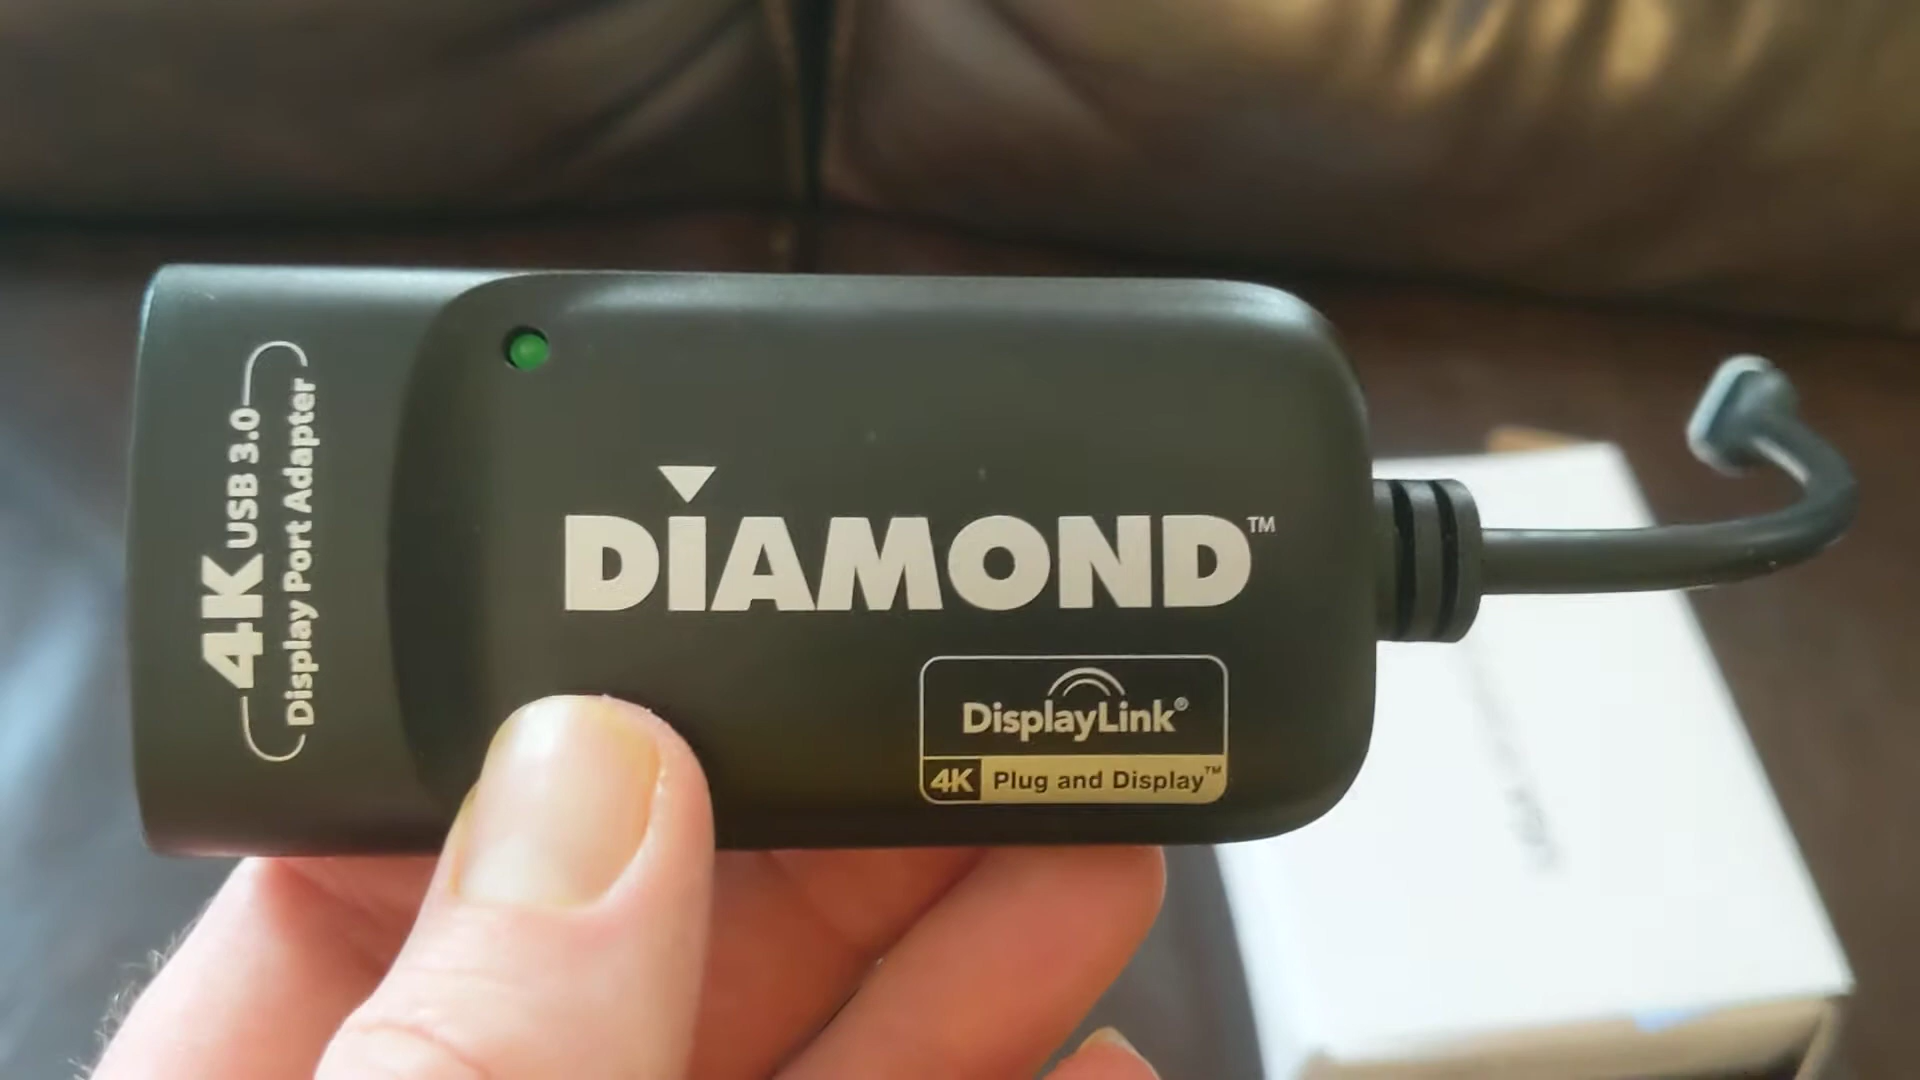 4K USB 3.0
Display Port Adapter
DIAMOND™
DisplayLink®
4K Plug and Display™